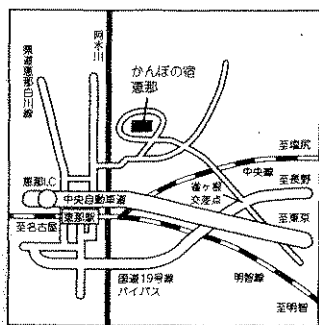 県道恵那白川線
阿木川
かんぽの宿
恵那
至塩尻
中央線
恵那I.C
中央自動車道
雀ヶ根
交差点
至長野
至東京
恵那駅
至名古屋
国道19号線
バイパス
明智線
至明智